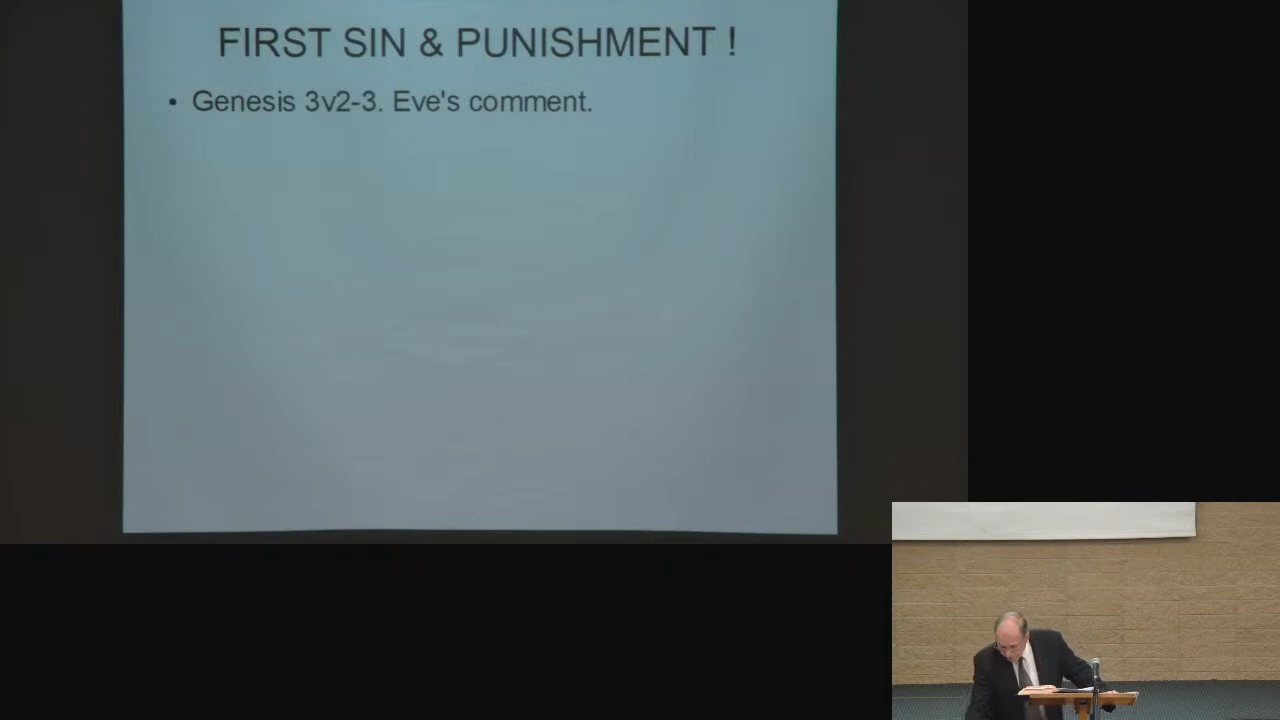 FIRST SIN & PUNISHMENT !
• Genesis 3v2-3. Eve's comment.